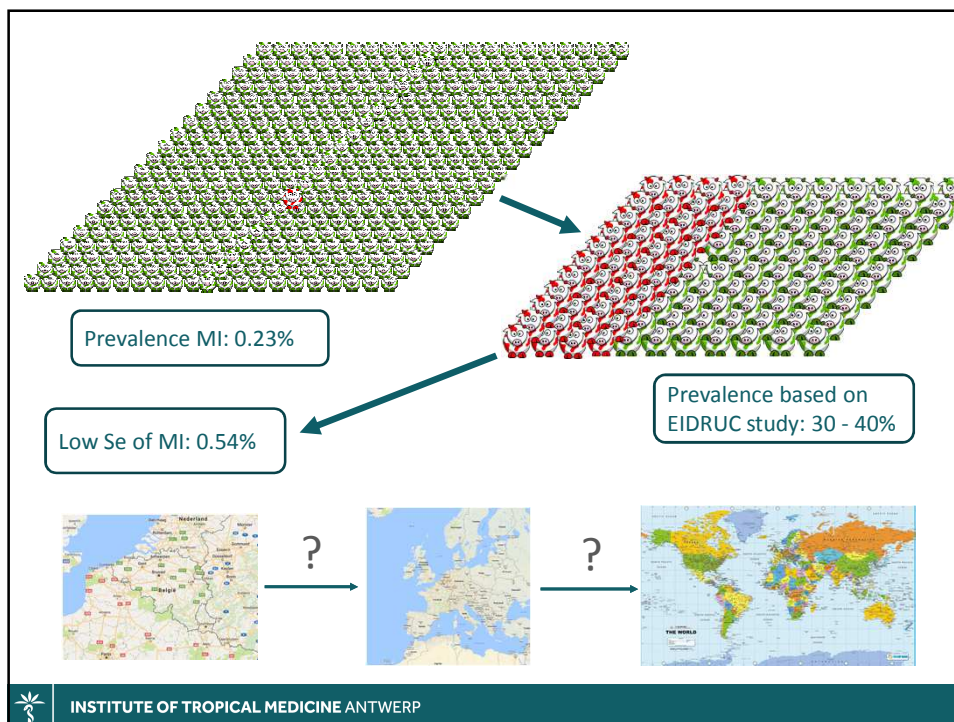 Prevalence MI: 0.23%
Prevalence based on
EIDRUC study: 30 - 40%
Low Se of MI: 0.54%
Nederland
België
?
?
THE WORLD
INSTITUTE OF TROPICAL MEDICINE ANTWERP